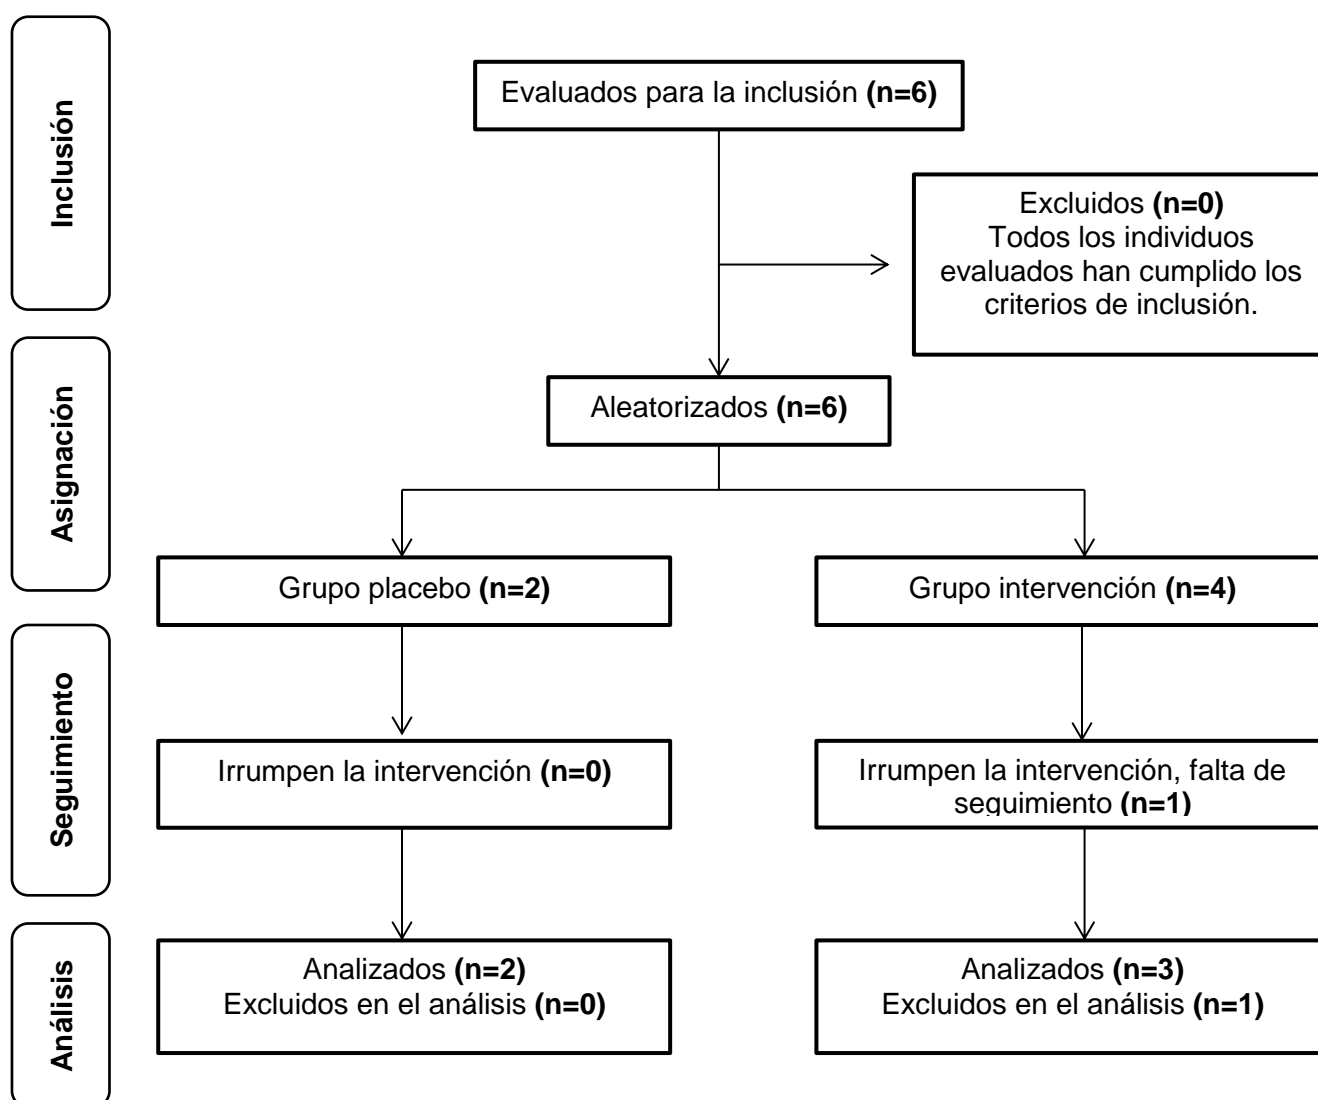 Inclusión
Evaluados para la inclusión (n=6)
Excluidos (n=0)
Todos los individuos
evaluados han cumplido los
criterios de inclusión.
Asignación
Aleatorizados (n=6)
Grupo placebo (n=2)
Grupo intervención (n=4)
Seguimiento
Irrumpen la intervención (n=0)
Irrumpen la intervención, falta de
seguimiento (n=1)
Análisis
Analizados (n=2)
Excluidos en el análisis (n=0)
Analizados (n=3)
Excluidos en el análisis (n=1)